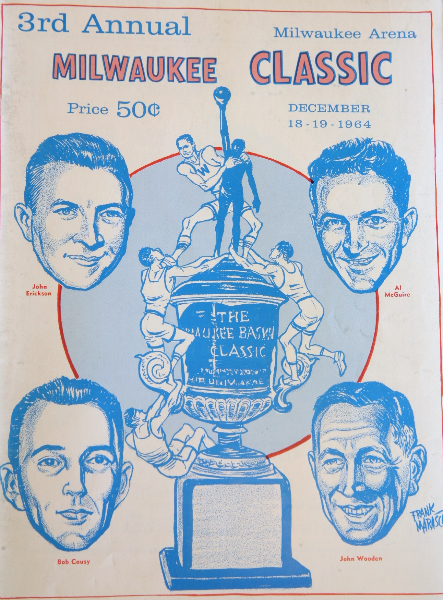 3rd Annual
Milwaukee Arena
MILWAUKEE CLASSIC
Price 50¢
DECEMBER
18-19-1964
W
John
Erickson
Al
McGuire
THE
CLASSIC
Bob Cousy
John Wooden
FRANK